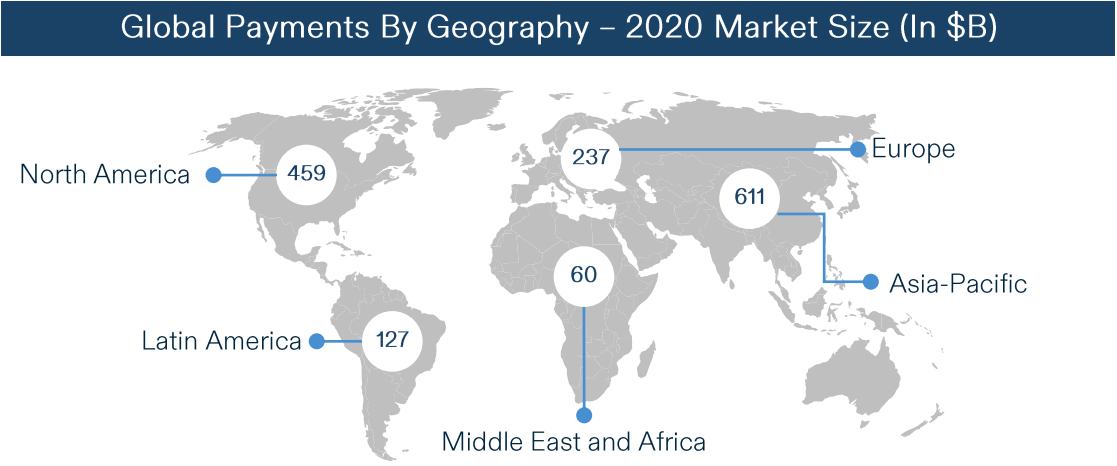 Global Payments By Geography – 2020 Market Size (In $B)
North America
459
237
Europe
611
Asia-Pacific
60
Latin America
127
Middle East and Africa